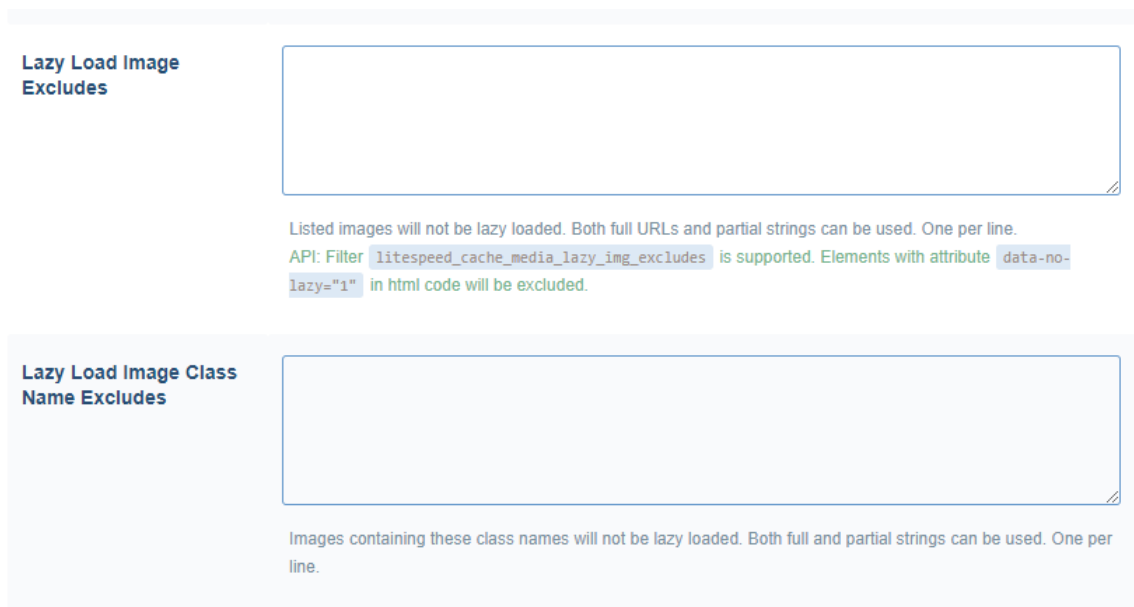 Lazy Load Image
Excludes
Listed images will not be lazy loaded. Both full URLs and partial strings can be used. One per line.
API: Filter litespeed_cache_media_lazy_img_excludes is supported. Elements with attribute data-no-
lazy="1" in html code will be excluded.
Lazy Load Image Class
Name Excludes
Images containing these class names will not be lazy loaded. Both full and partial strings can be used. One per
line.